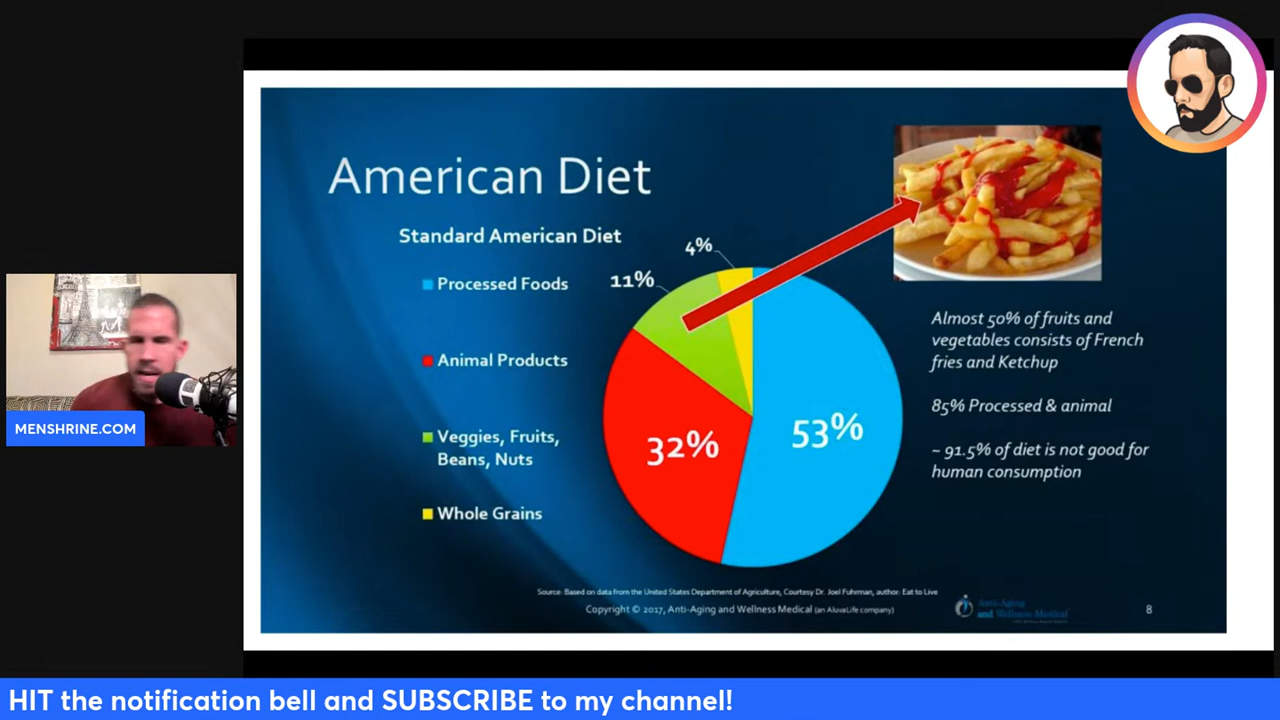 American Diet
Standard American Diet
Processed Foods
Animal Products
Veggies, Fruits,
Beans, Nuts
Whole Grains
4%
11%
32%
53%
Almost 50% of fruits and
vegetables consists of French
fries and Ketchup
85% Processed & animal
~ 91.5% of diet is not good for
human consumption
Source: Based on data from the United States Department of Agriculture, Courtesy Dr. Joel Fuhrman, author: Eat to Live
Copyright © 2017, Anti-Aging and Wellness Medical (an AluvaLife company)
Anti-Aging
and Wellness Medical
8
MENSHRINE.COM
HIT the notification bell and SUBSCRIBE to my channel!